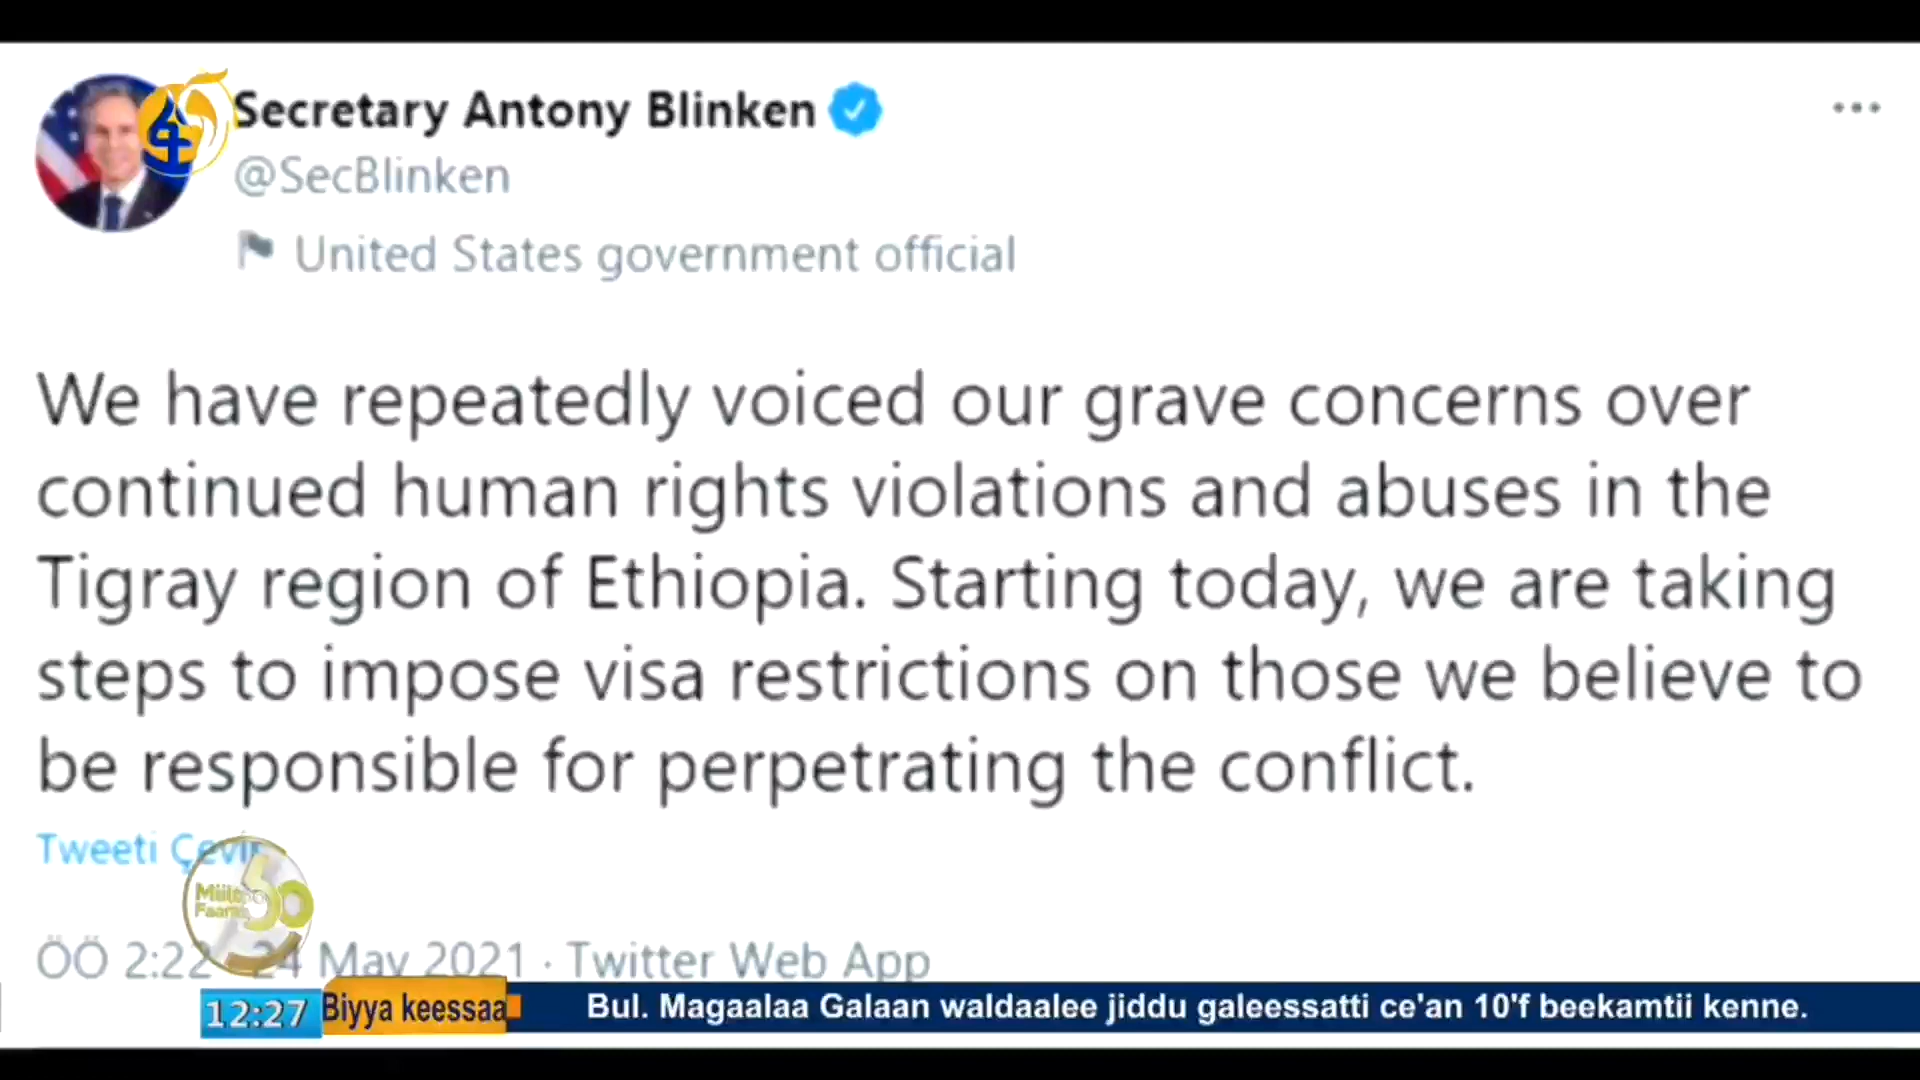 Secretary Antony Blinken
@SecBlinken
United States government official
We have repeatedly voiced our grave concerns over
continued human rights violations and abuses in the
Tigray region of Ethiopia. Starting today, we are taking
steps to impose visa restrictions on those we believe to
be responsible for perpetrating the conflict.
Tweeti Çevir
50
ÖÖ 2:22 · 24 May 2021 · Twitter Web App
12:27 Biyya keessaa Bul. Magaalaa Galaan waldaalee jiddu galeessatti ce'an 10'f beekamtii kenne.